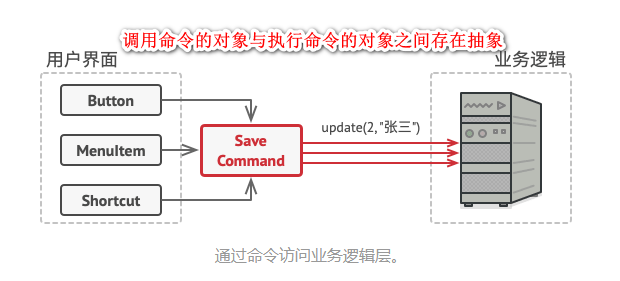 调用命令的对象与执行命令的对象之间存在抽象
用户界面
业务逻辑
Button
MenuItem
Shortcut
Save
Command
update(2, "张三")
通过命令访问业务逻辑层。